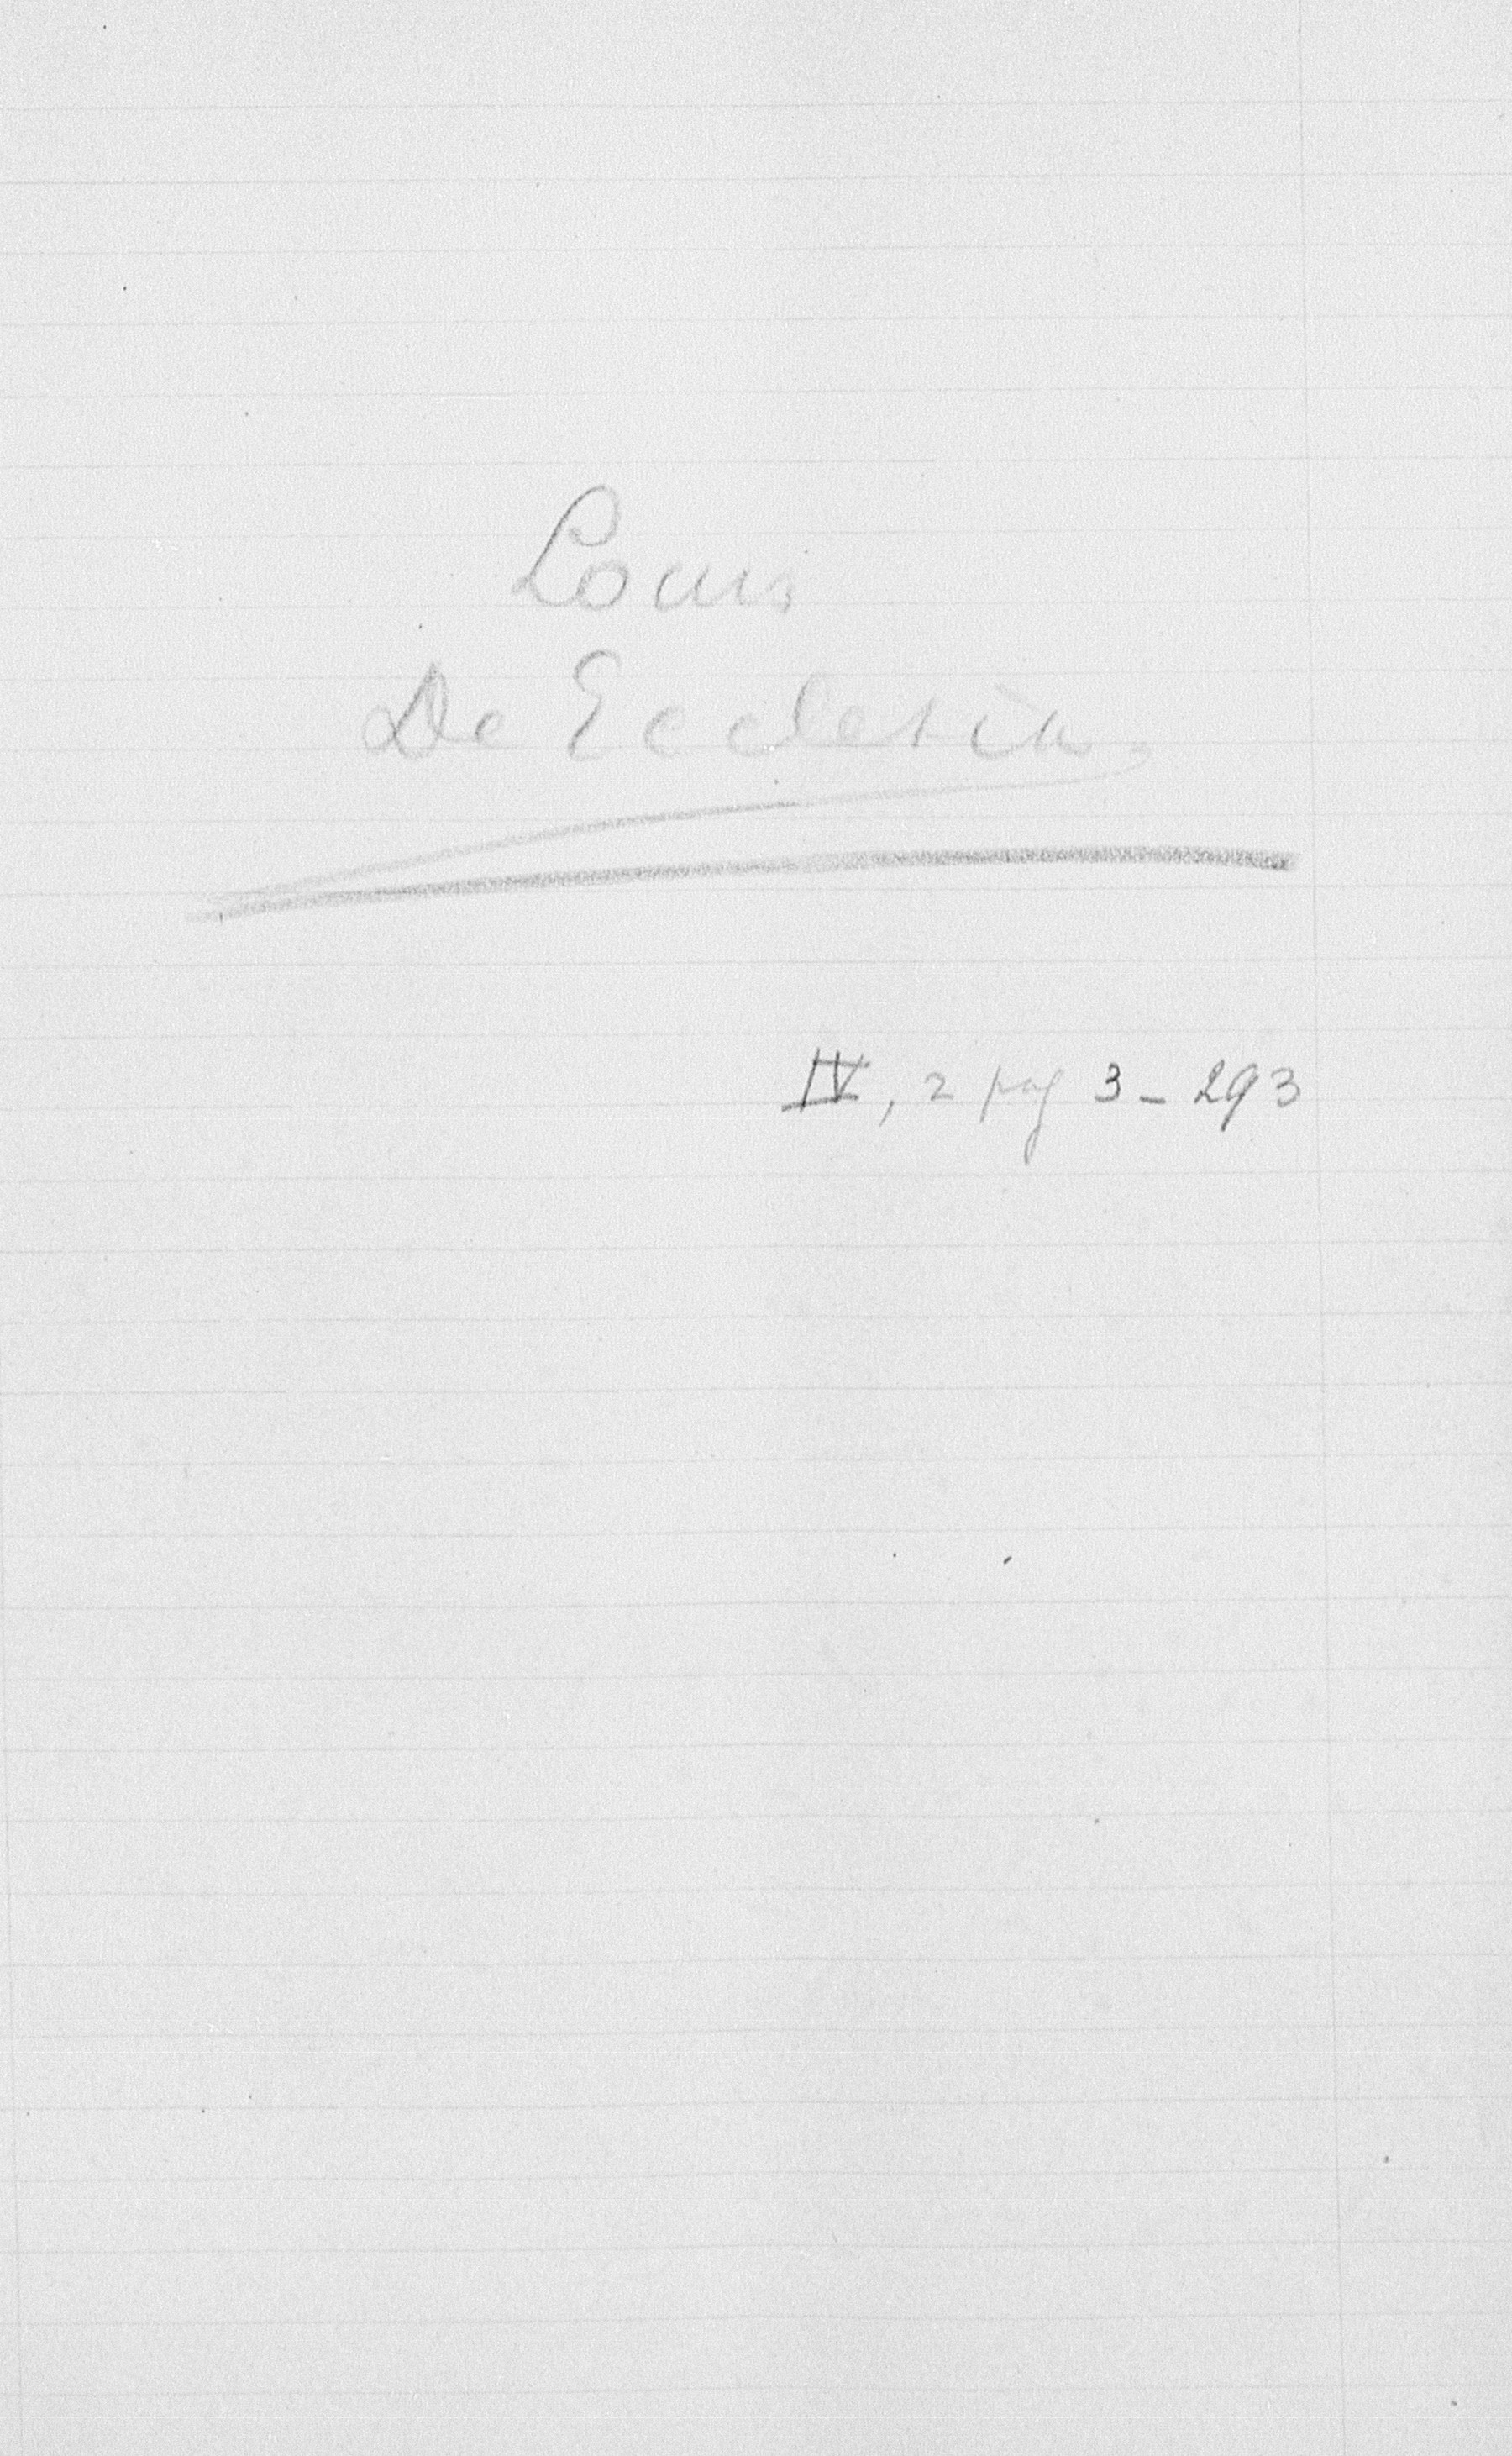 Locus
De Ecclesia.
IV, 2 pag 3 - 293